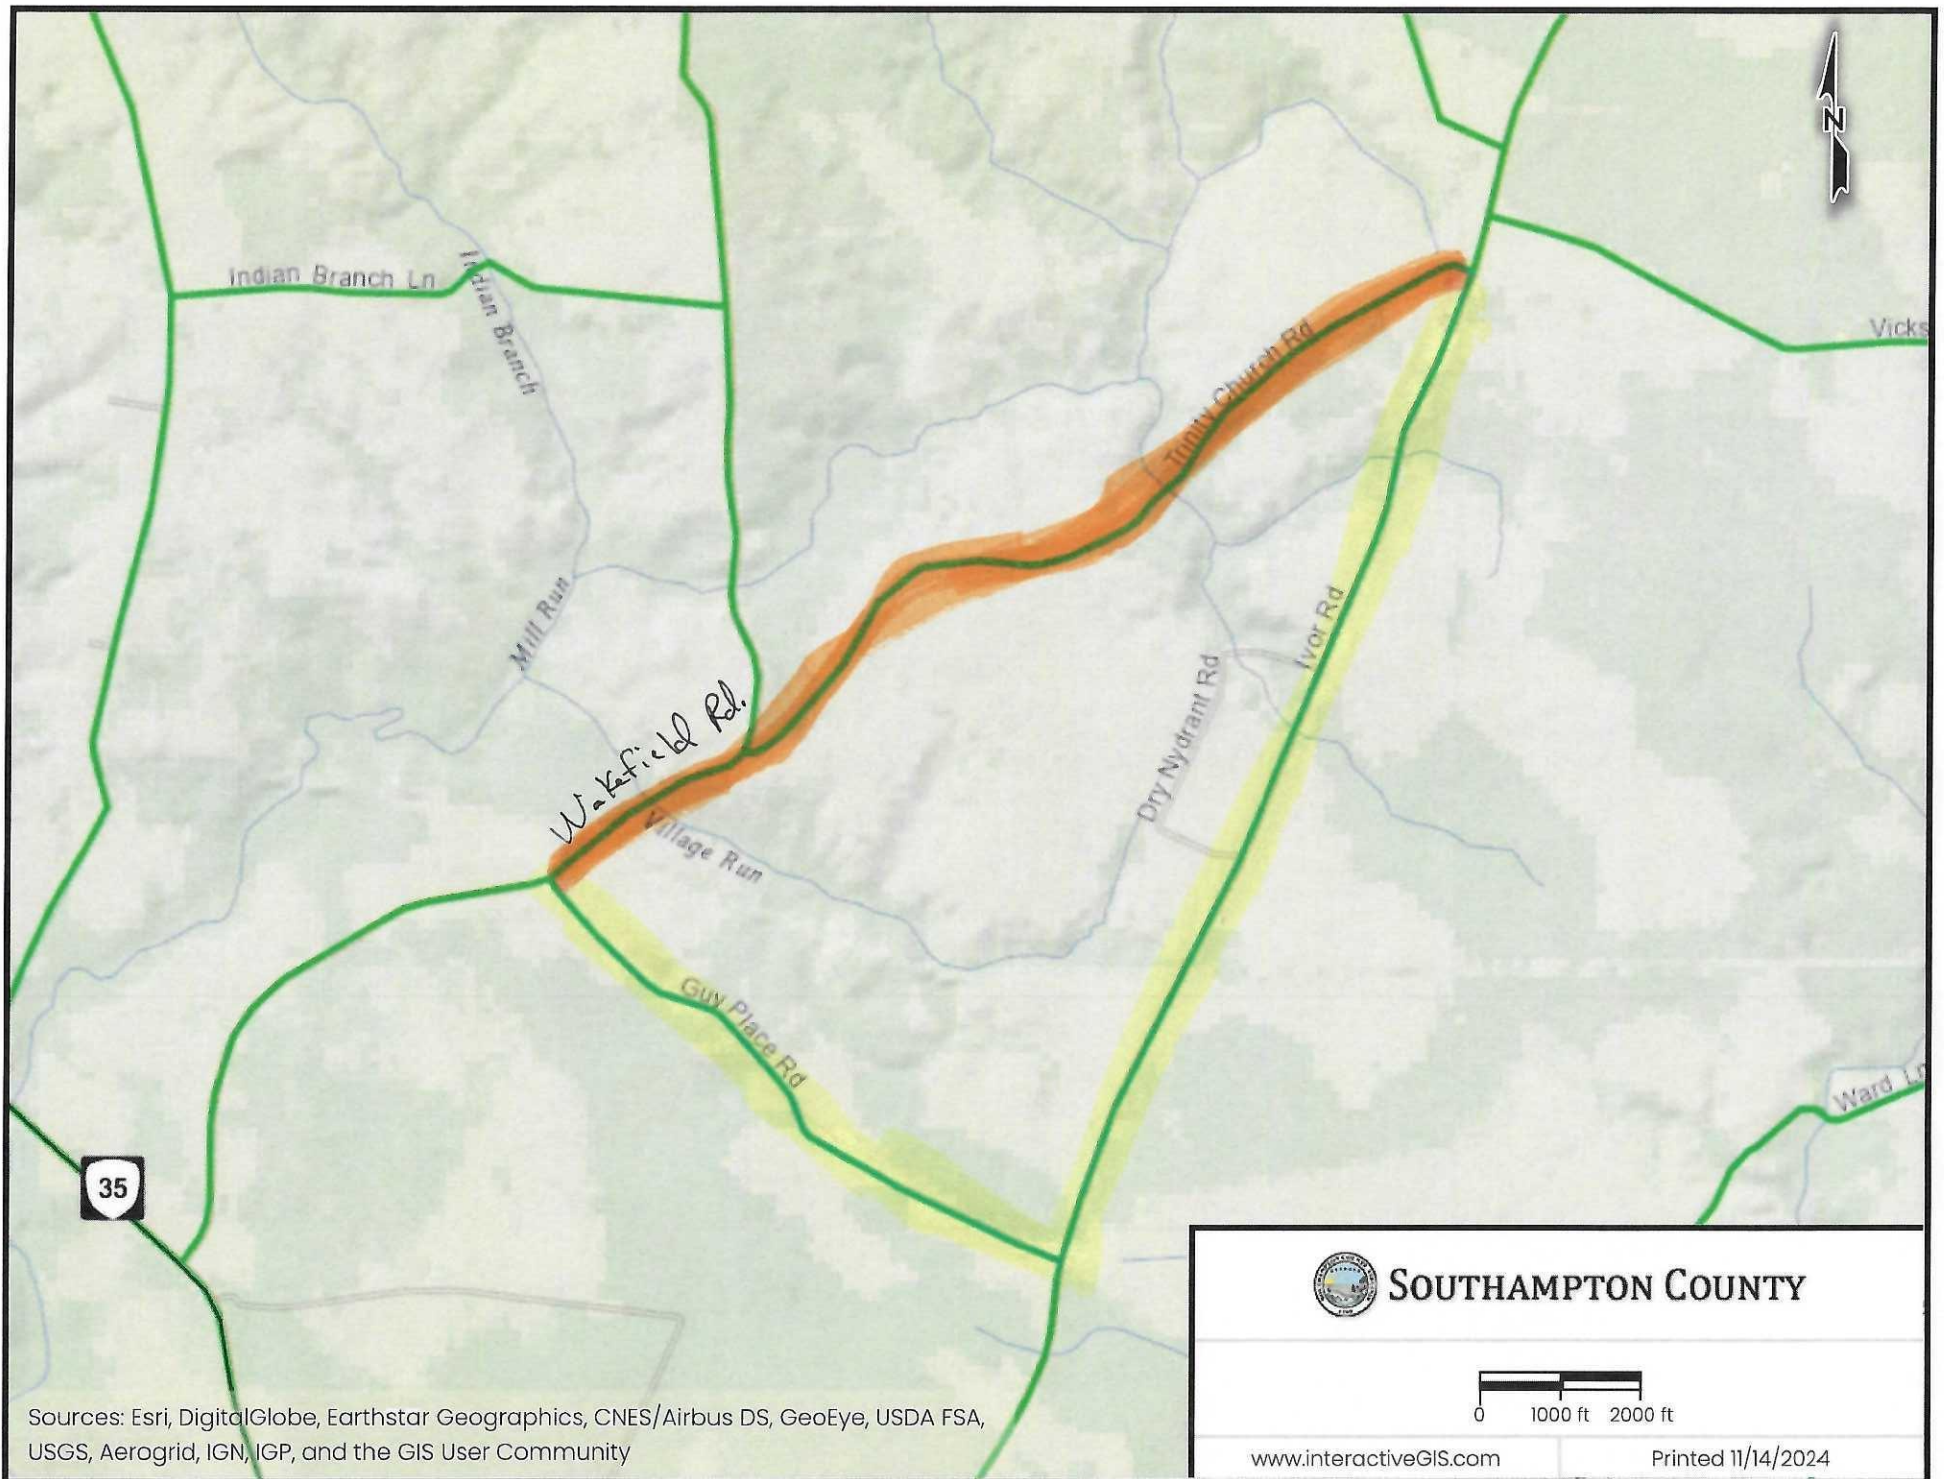 N
Indian Branch Ln
Indian Branch
Vicks
Trinity Church Rd
Mill Run
Ivor Rd
Wakefield Rd.
Dry Nydrant Rd
Village Run
Guy Place Rd
Ward Ln
35
SOUTHAMPTON COUNTY
0 1000 ft 2000 ft
Sources: Esri, DigitalGlobe, Earthstar Geographics, CNES/Airbus DS, GeoEye, USDA FSA,
USGS, Aerogrid, IGN, IGP, and the GIS User Community
www.interactiveGIS.com
Printed 11/14/2024